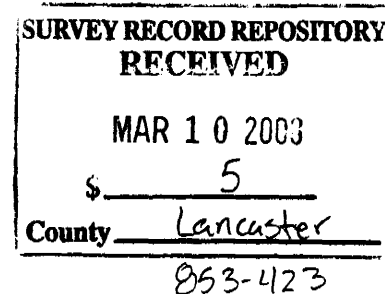 SURVEY RECORD REPOSITORY
RECEIVED
MAR 10 2003
$ 5
County Lancaster
853-423